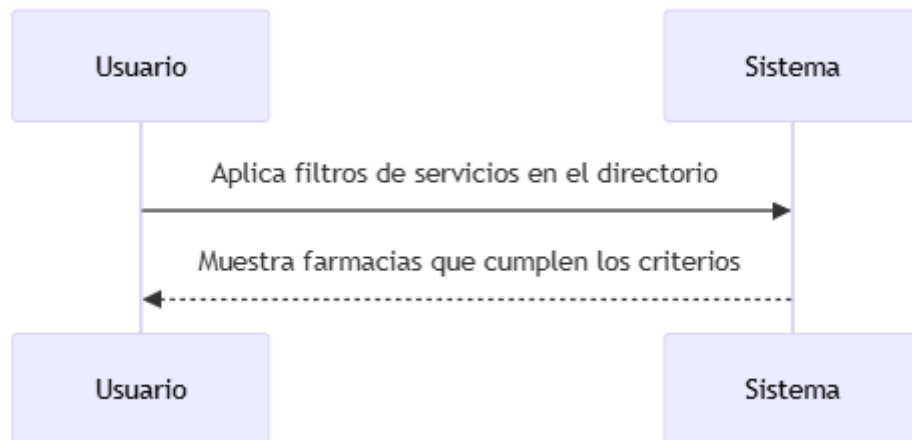 Usuario
Sistema
Aplica filtros de servicios en el directorio
Muestra farmacias que cumplen los criterios
Usuario
Sistema